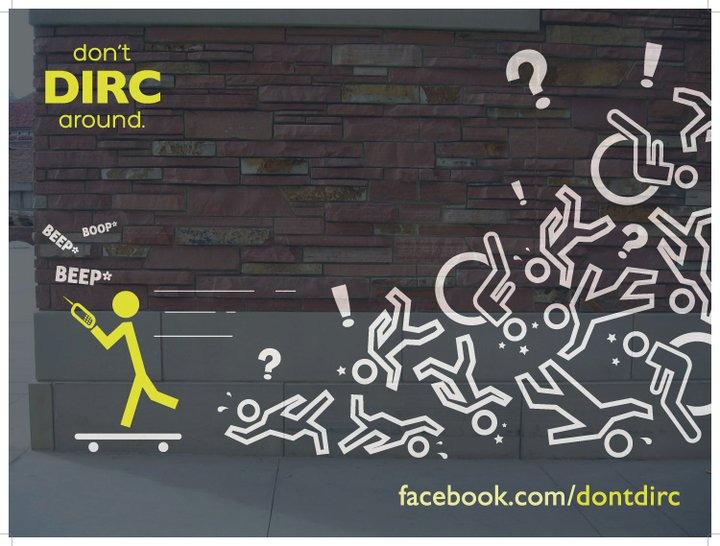 don't
DIRC
around.
?
!
!
?
BEEP*
BOOP*
BEEP*
!
?
facebook.com/dontdirc